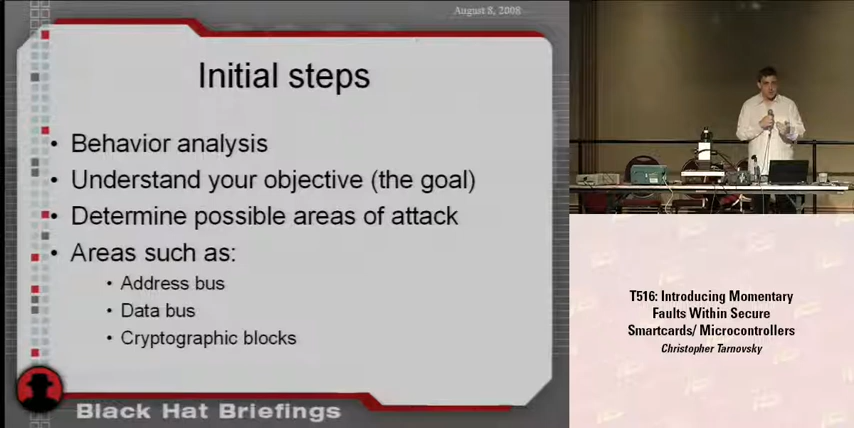 August 8, 2008
Initial steps
• Behavior analysis
• Understand your objective (the goal)
• Determine possible areas of attack
• Areas such as:
• Address bus
• Data bus
• Cryptographic blocks
Black Hat Briefings
T516: Introducing Momentary
Faults Within Secure
Smartcards/ Microcontrollers
Christopher Tarnovsky